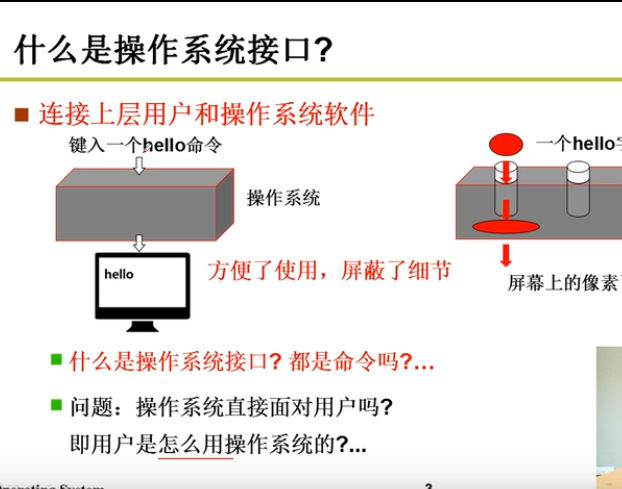 什么是操作系统接口?
连接上层用户和操作系统软件
键入一个hello命令
一个hello
操作系统
hello
方便了使用，屏蔽了细节
屏幕上的像素
什么是操作系统接口? 都是命令吗?...
问题：操作系统直接面对用户吗?
即用户是怎么用操作系统的?...
Operating System
3